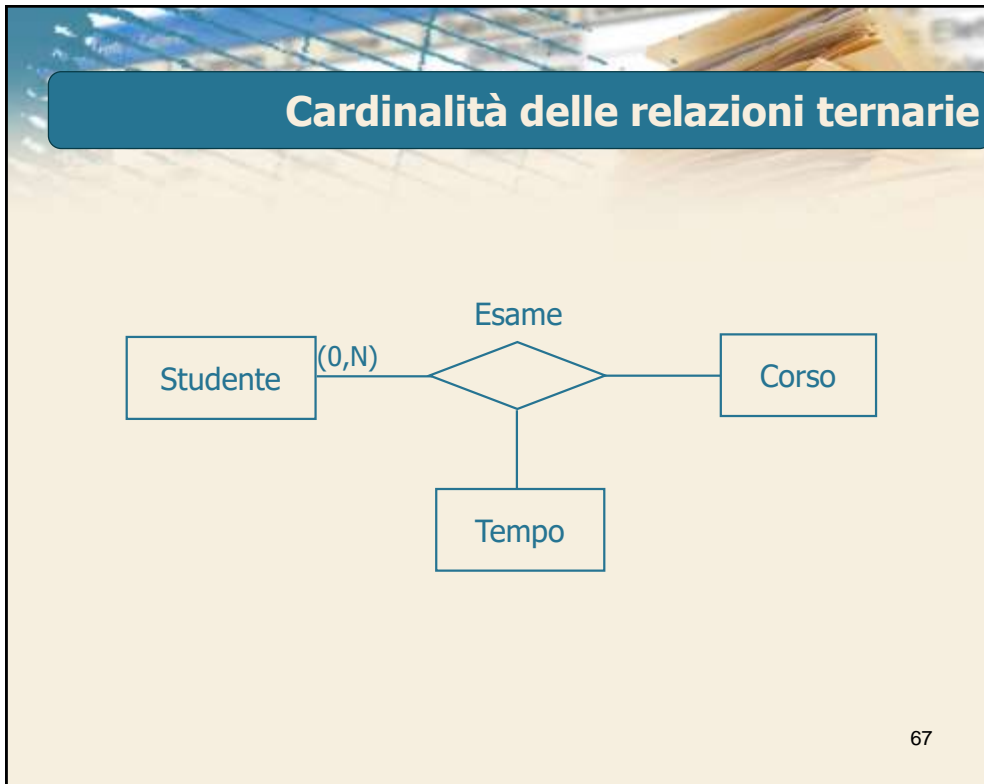 Cardinalità delle relazioni ternarie
Esame
Studente
(0,N)
Corso
Tempo
67